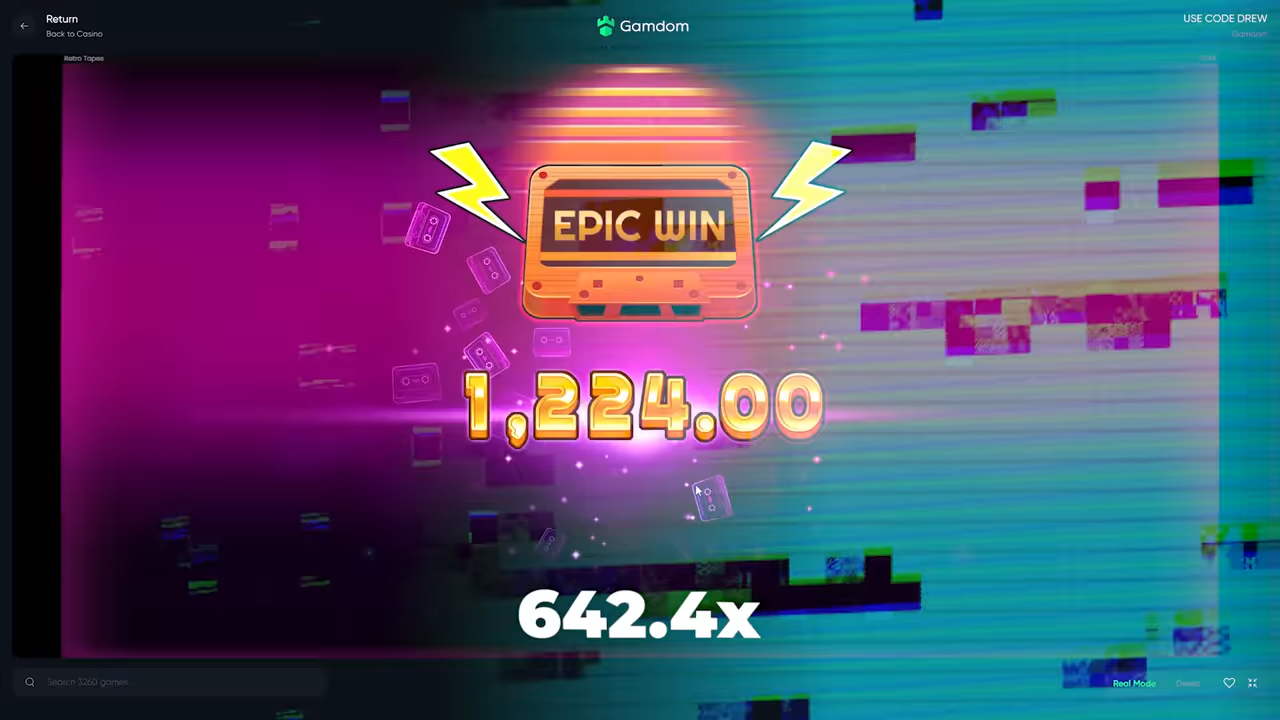 Return
Back to Casino
Gamdom
USE CODE DREW
Gamdom
Retro Tapes
EPIC WIN
1,224.00
642.4x
Search 3260 games..
Real Mode